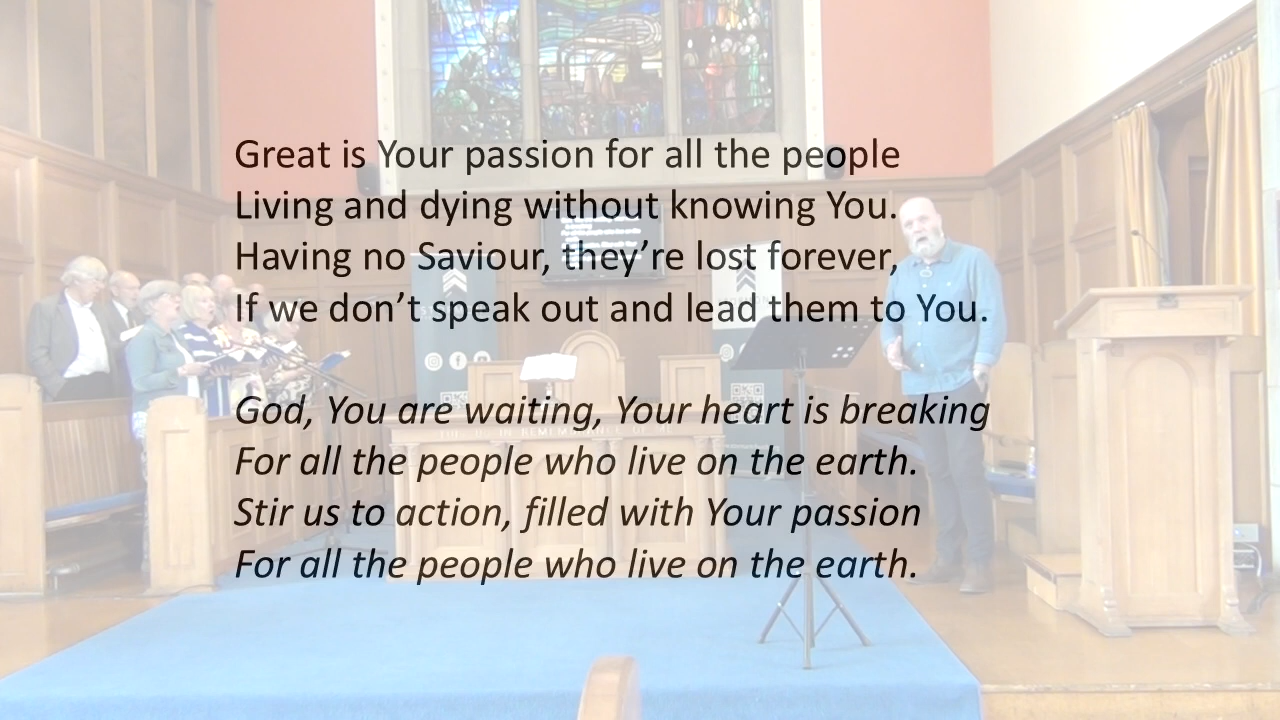 Great is Your passion for all the people
Living and dying without knowing You.
Having no Saviour, they’re lost forever,
If we don’t speak out and lead them to You.
God, You are waiting, Your heart is breaking
For all the people who live on the earth.
Stir us to action, filled with Your passion
For all the people who live on the earth.